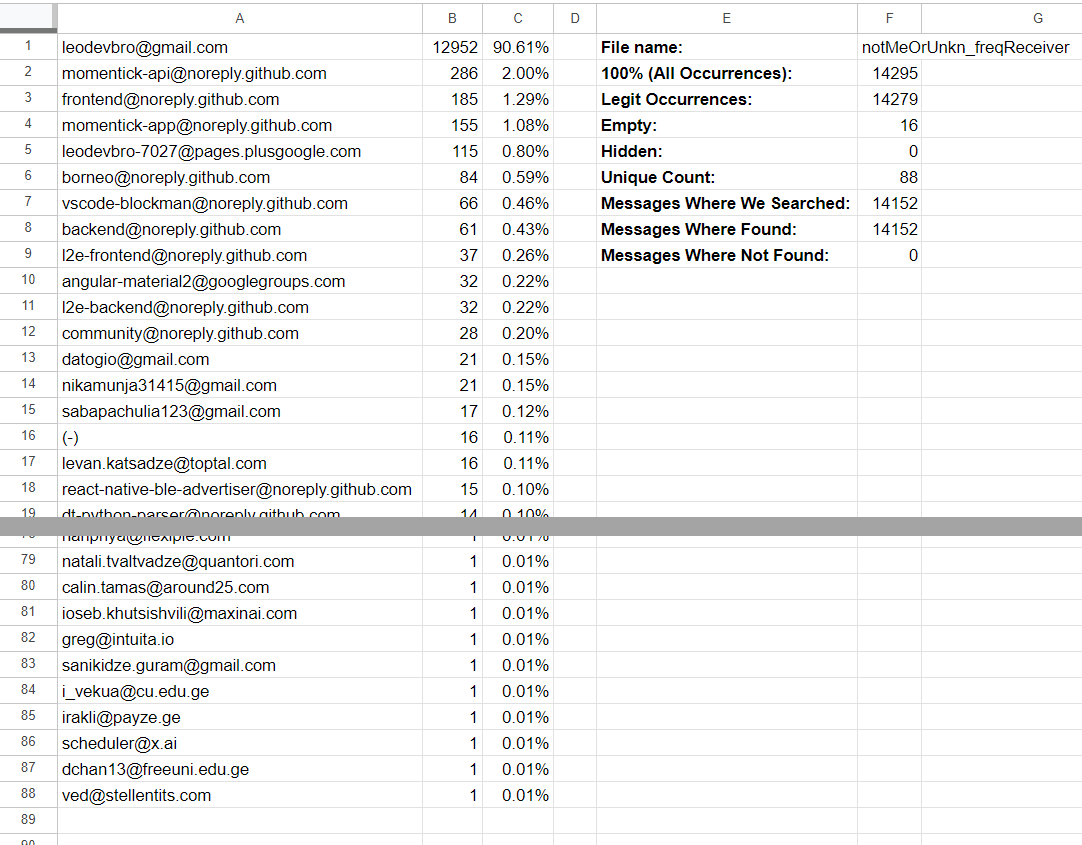 A B C D E F G
1 leodevbro@gmail.com 12952 90.61% File name: notMeOrUnkn_freqReceiver
2 momentick-api@noreply.github.com 286 2.00% 100% (All Occurrences): 14295
3 frontend@noreply.github.com 185 1.29% Legit Occurrences: 14279
4 momentick-app@noreply.github.com 155 1.08% Empty: 16
5 leodevbro-7027@pages.plusgoogle.com 115 0.80% Hidden: 0
6 borneo@noreply.github.com 84 0.59% Unique Count: 88
7 vscode-blockman@noreply.github.com 66 0.46% Messages Where We Searched: 14152
8 backend@noreply.github.com 61 0.43% Messages Where Found: 14152
9 l2e-frontend@noreply.github.com 37 0.26% Messages Where Not Found: 0
10 angular-material2@googlegroups.com 32 0.22%
11 l2e-backend@noreply.github.com 32 0.22%
12 community@noreply.github.com 28 0.20%
13 datogio@gmail.com 21 0.15%
14 nikamunja31415@gmail.com 21 0.15%
15 sabapachulia123@gmail.com 17 0.12%
16 (-) 16 0.11%
17 levan.katsadze@toptal.com 16 0.11%
18 react-native-ble-advertiser@noreply.github.com 15 0.10%
19 dt-python-parser@noreply.github.com 14 0.10%
79 natali.tvaltvadze@quantori.com 1 0.01%
80 calin.tamas@around25.com 1 0.01%
81 ioseb.khutsishvili@maxinai.com 1 0.01%
82 greg@intuita.io 1 0.01%
83 sanikidze.guram@gmail.com 1 0.01%
84 i_vekua@cu.edu.ge 1 0.01%
85 irakli@payze.ge 1 0.01%
86 scheduler@x.ai 1 0.01%
87 dchan13@freeuni.edu.ge 1 0.01%
88 ved@stellentits.com 1 0.01%
89
90